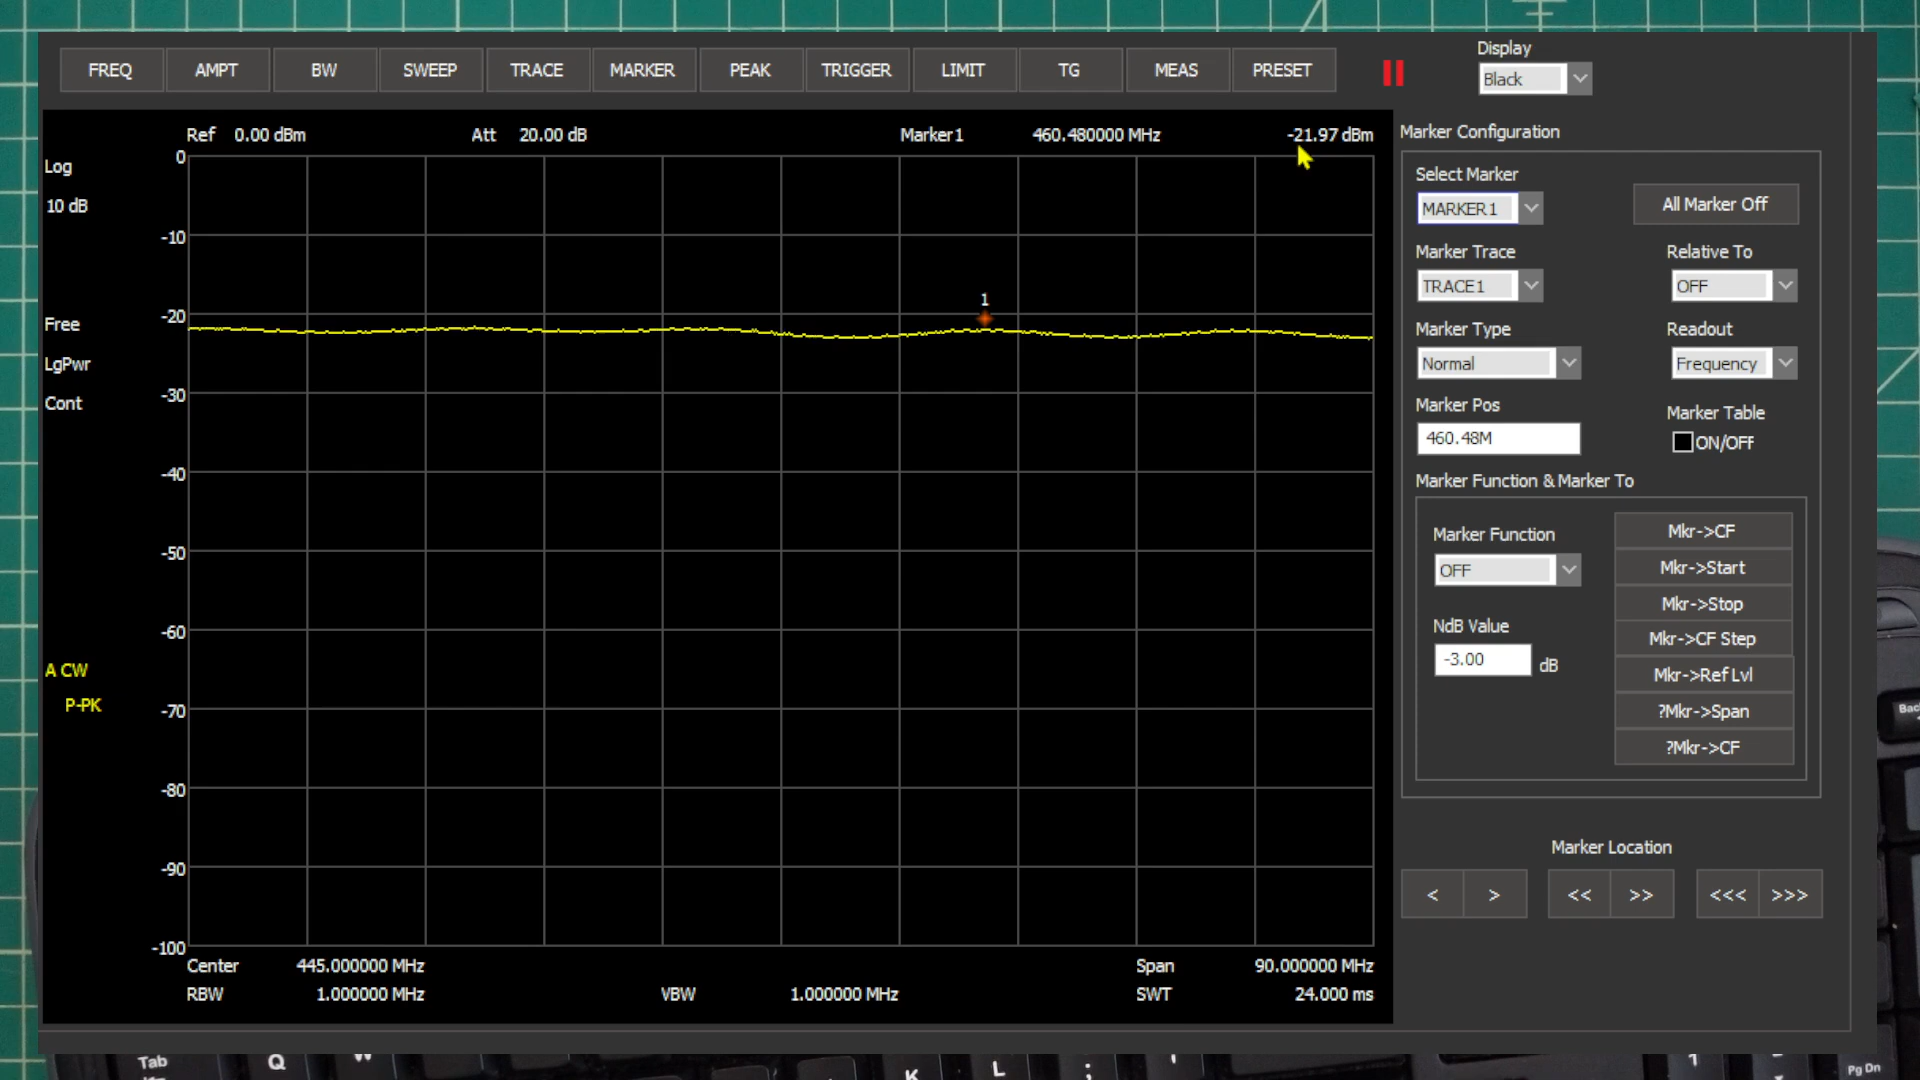 FREQ AMPT BW SWEEP TRACE MARKER PEAK TRIGGER LIMIT TG MEAS PRESET
Display
Black
Ref 0.00 dBm Att 20.00 dB Marker1 460.480000 MHz -21.97 dBm
Log
10 dB
Free
LgPwr
Cont
A CW
P-PK
0
-10
-20
-30
-40
-50
-60
-70
-80
-90
-100
1
Center 445.000000 MHz Span 90.000000 MHz
RBW 1.000000 MHz VBW 1.000000 MHz SWT 24.000 ms
Marker Configuration
Select Marker
MARKER1 All Marker Off
Marker Trace Relative To
TRACE1 OFF
Marker Type Readout
Normal Frequency
Marker Pos Marker Table
460.48M ON/OFF
Marker Function & Marker To
Marker Function
OFF
NdB Value
-3.00 dB
Mkr->CF
Mkr->Start
Mkr->Stop
Mkr->CF Step
Mkr->Ref Lvl
?Mkr->Span
?Mkr->CF
Marker Location
< > << >> <<< >>>
Tab Q W K L ; 1 Pg Dn